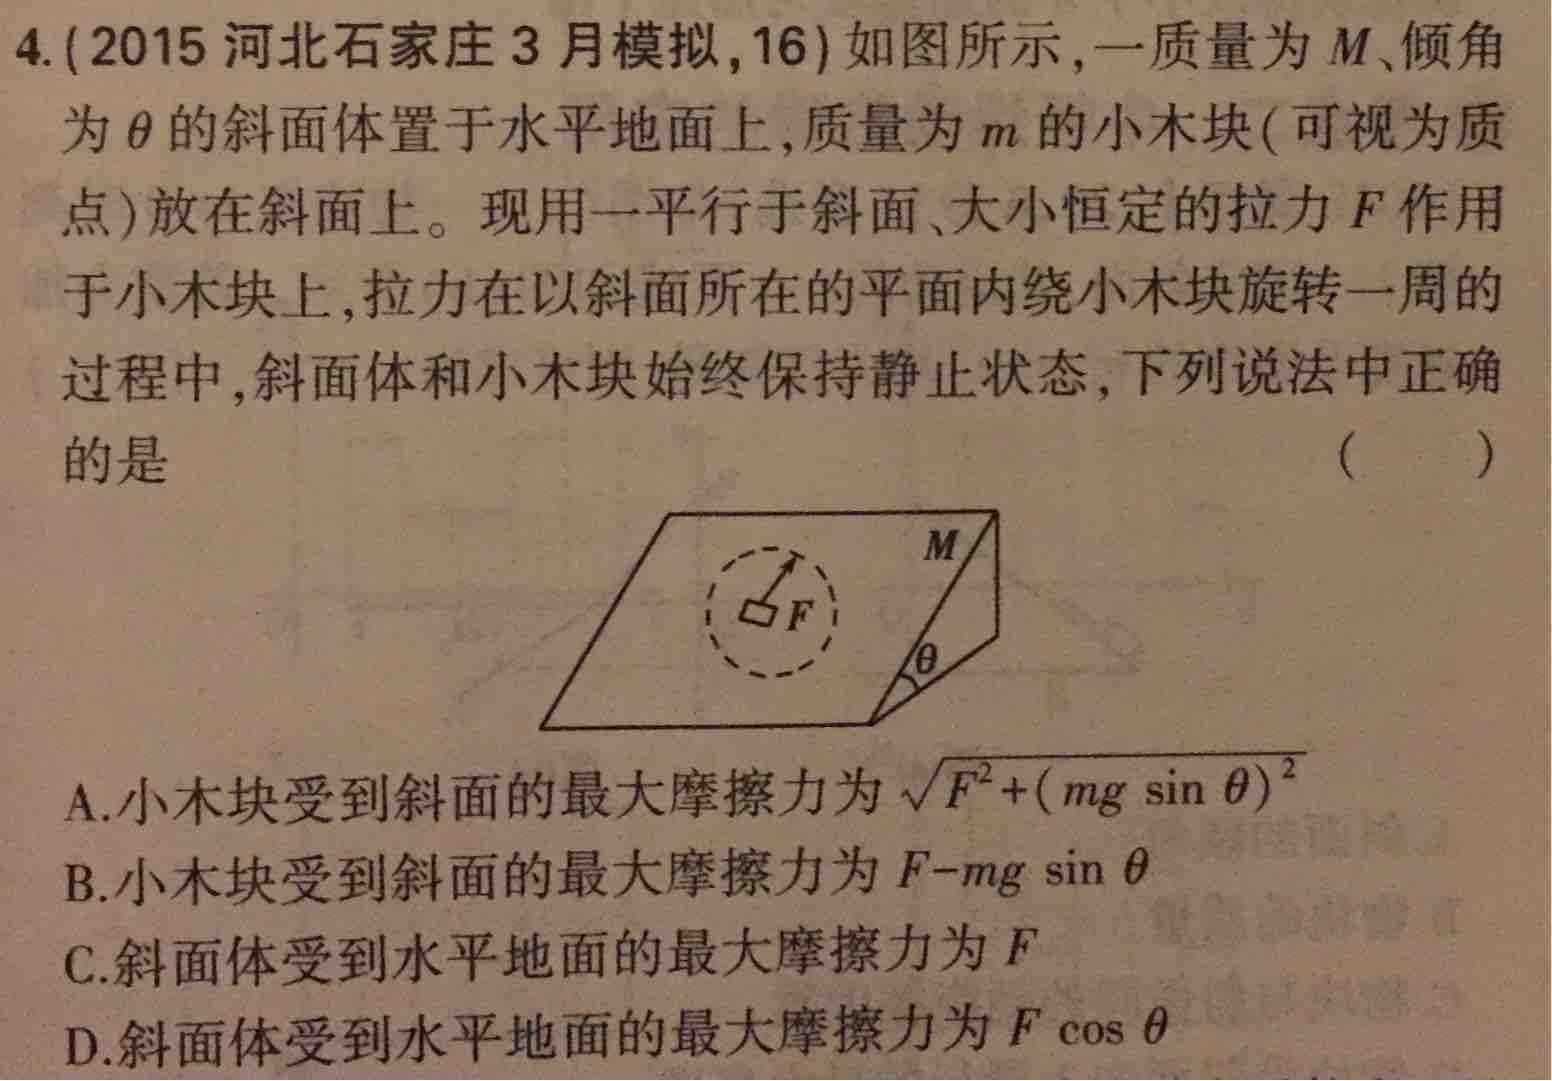 4.(2015 河北石家庄 3 月模拟,16)如图所示,一质量为 M、倾角
为 θ 的斜面体置于水平地面上,质量为 m 的小木块(可视为质
点)放在斜面上。现用一平行于斜面、大小恒定的拉力 F 作用
于小木块上,拉力在以斜面所在的平面内绕小木块旋转一周的
过程中,斜面体和小木块始终保持静止状态,下列说法中正确
的是 (    )
M
F
θ
A.小木块受到斜面的最大摩擦力为 √(F²+(mg sin θ)²)
B.小木块受到斜面的最大摩擦力为 F-mg sin θ
C.斜面体受到水平地面的最大摩擦力为 F
D.斜面体受到水平地面的最大摩擦力为 F cos θ